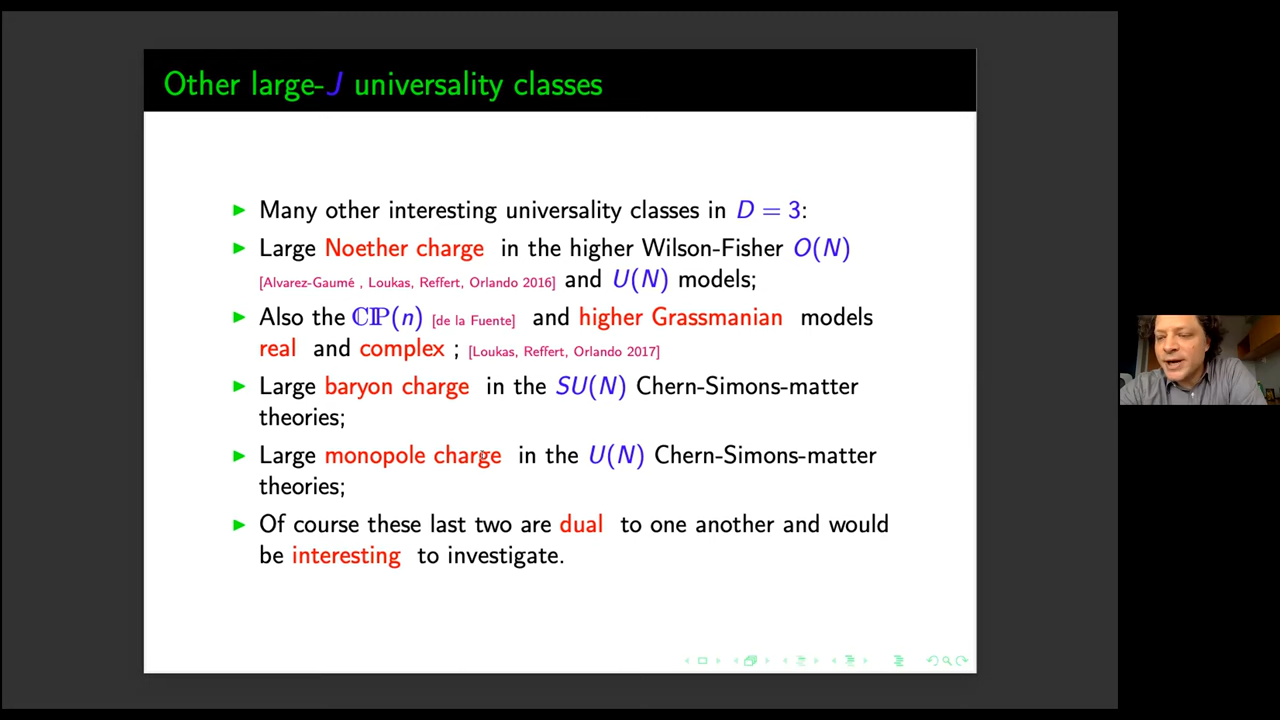 Other large-J universality classes
Many other interesting universality classes in D = 3:
Large Noether charge in the higher Wilson-Fisher O(N)
[Alvarez-Gaumé , Loukas, Reffert, Orlando 2016] and U(N) models;
Also the ℂℙ(n) [de la Fuente] and higher Grassmanian models
real and complex ; [Loukas, Reffert, Orlando 2017]
Large baryon charge in the SU(N) Chern-Simons-matter
theories;
Large monopole charge in the U(N) Chern-Simons-matter
theories;
Of course these last two are dual to one another and would
be interesting to investigate.